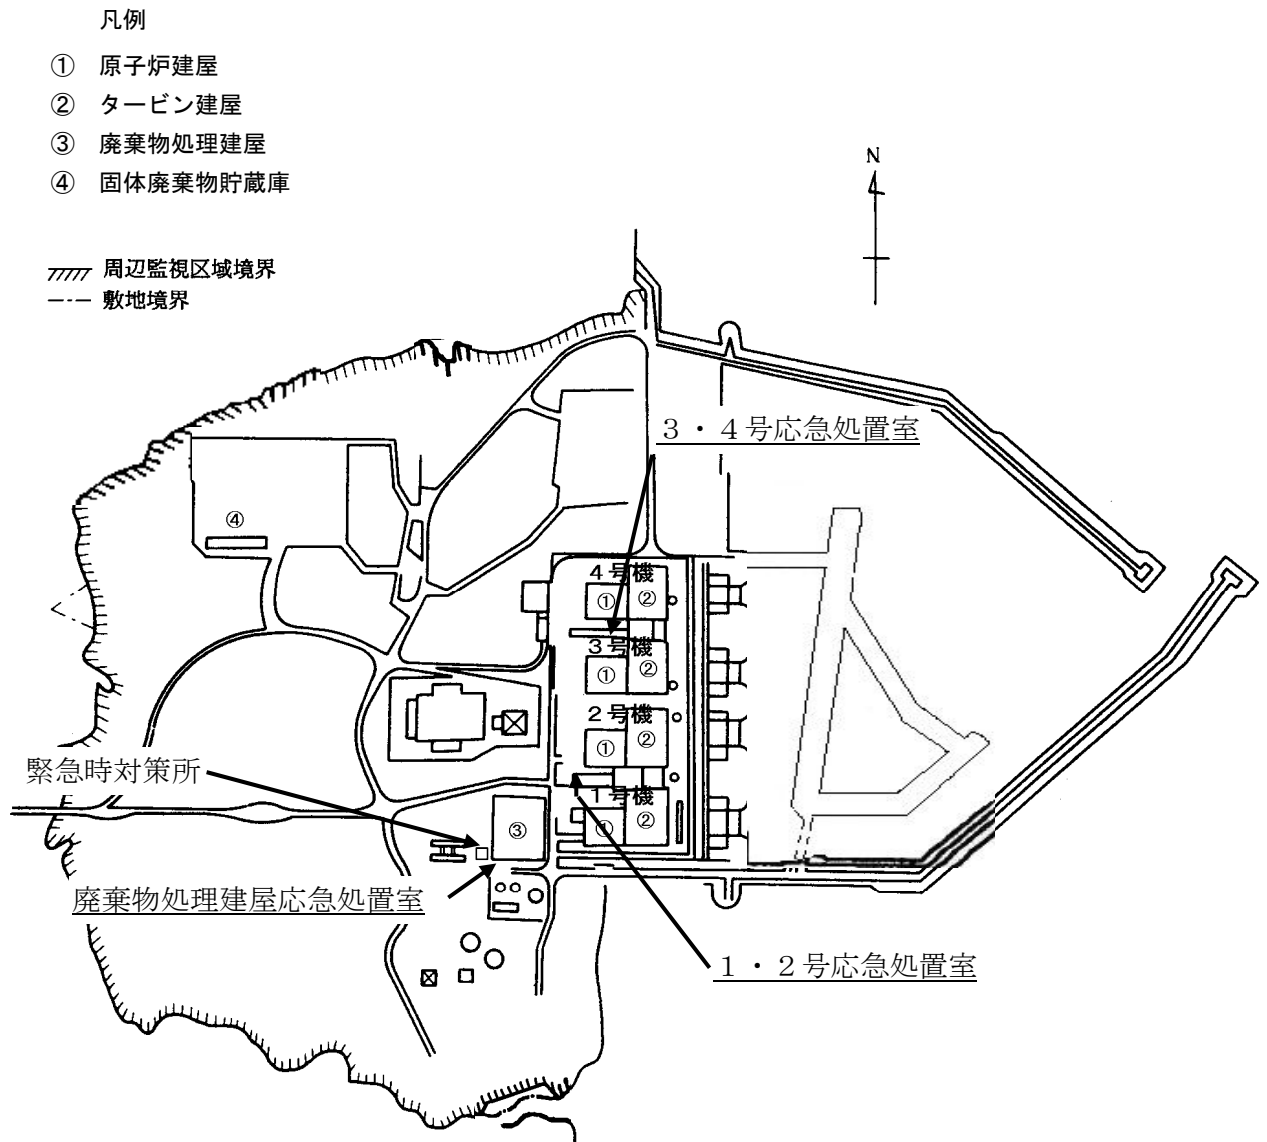 凡例
① 原子炉建屋
② タービン建屋
③ 廃棄物処理建屋
④ 固体廃棄物貯蔵庫
周辺監視区域境界
敷地境界
N
3・4号応急処置室
④
4号機
① ②
3号機
① ②
2号機
① ②
緊急時対策所
1号機
① ②
③
廃棄物処理建屋応急処置室
1・2号応急処置室